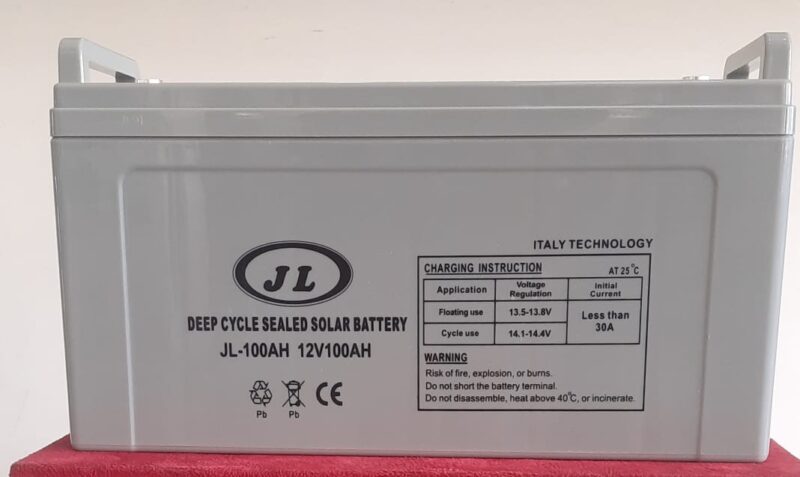 ITALY TECHNOLOGY
JL
DEEP CYCLE SEALED SOLAR BATTERY
JL-100AH 12V100AH
Pb Pb CE
CHARGING INSTRUCTION AT 25°C
Application Voltage Regulation Initial Current
Floating use 13.5-13.8V Less than 30A
Cycle use 14.1-14.4V
WARNING
Risk of fire, explosion, or burns.
Do not short the battery terminal.
Do not disassemble, heat above 40°C, or incinerate.